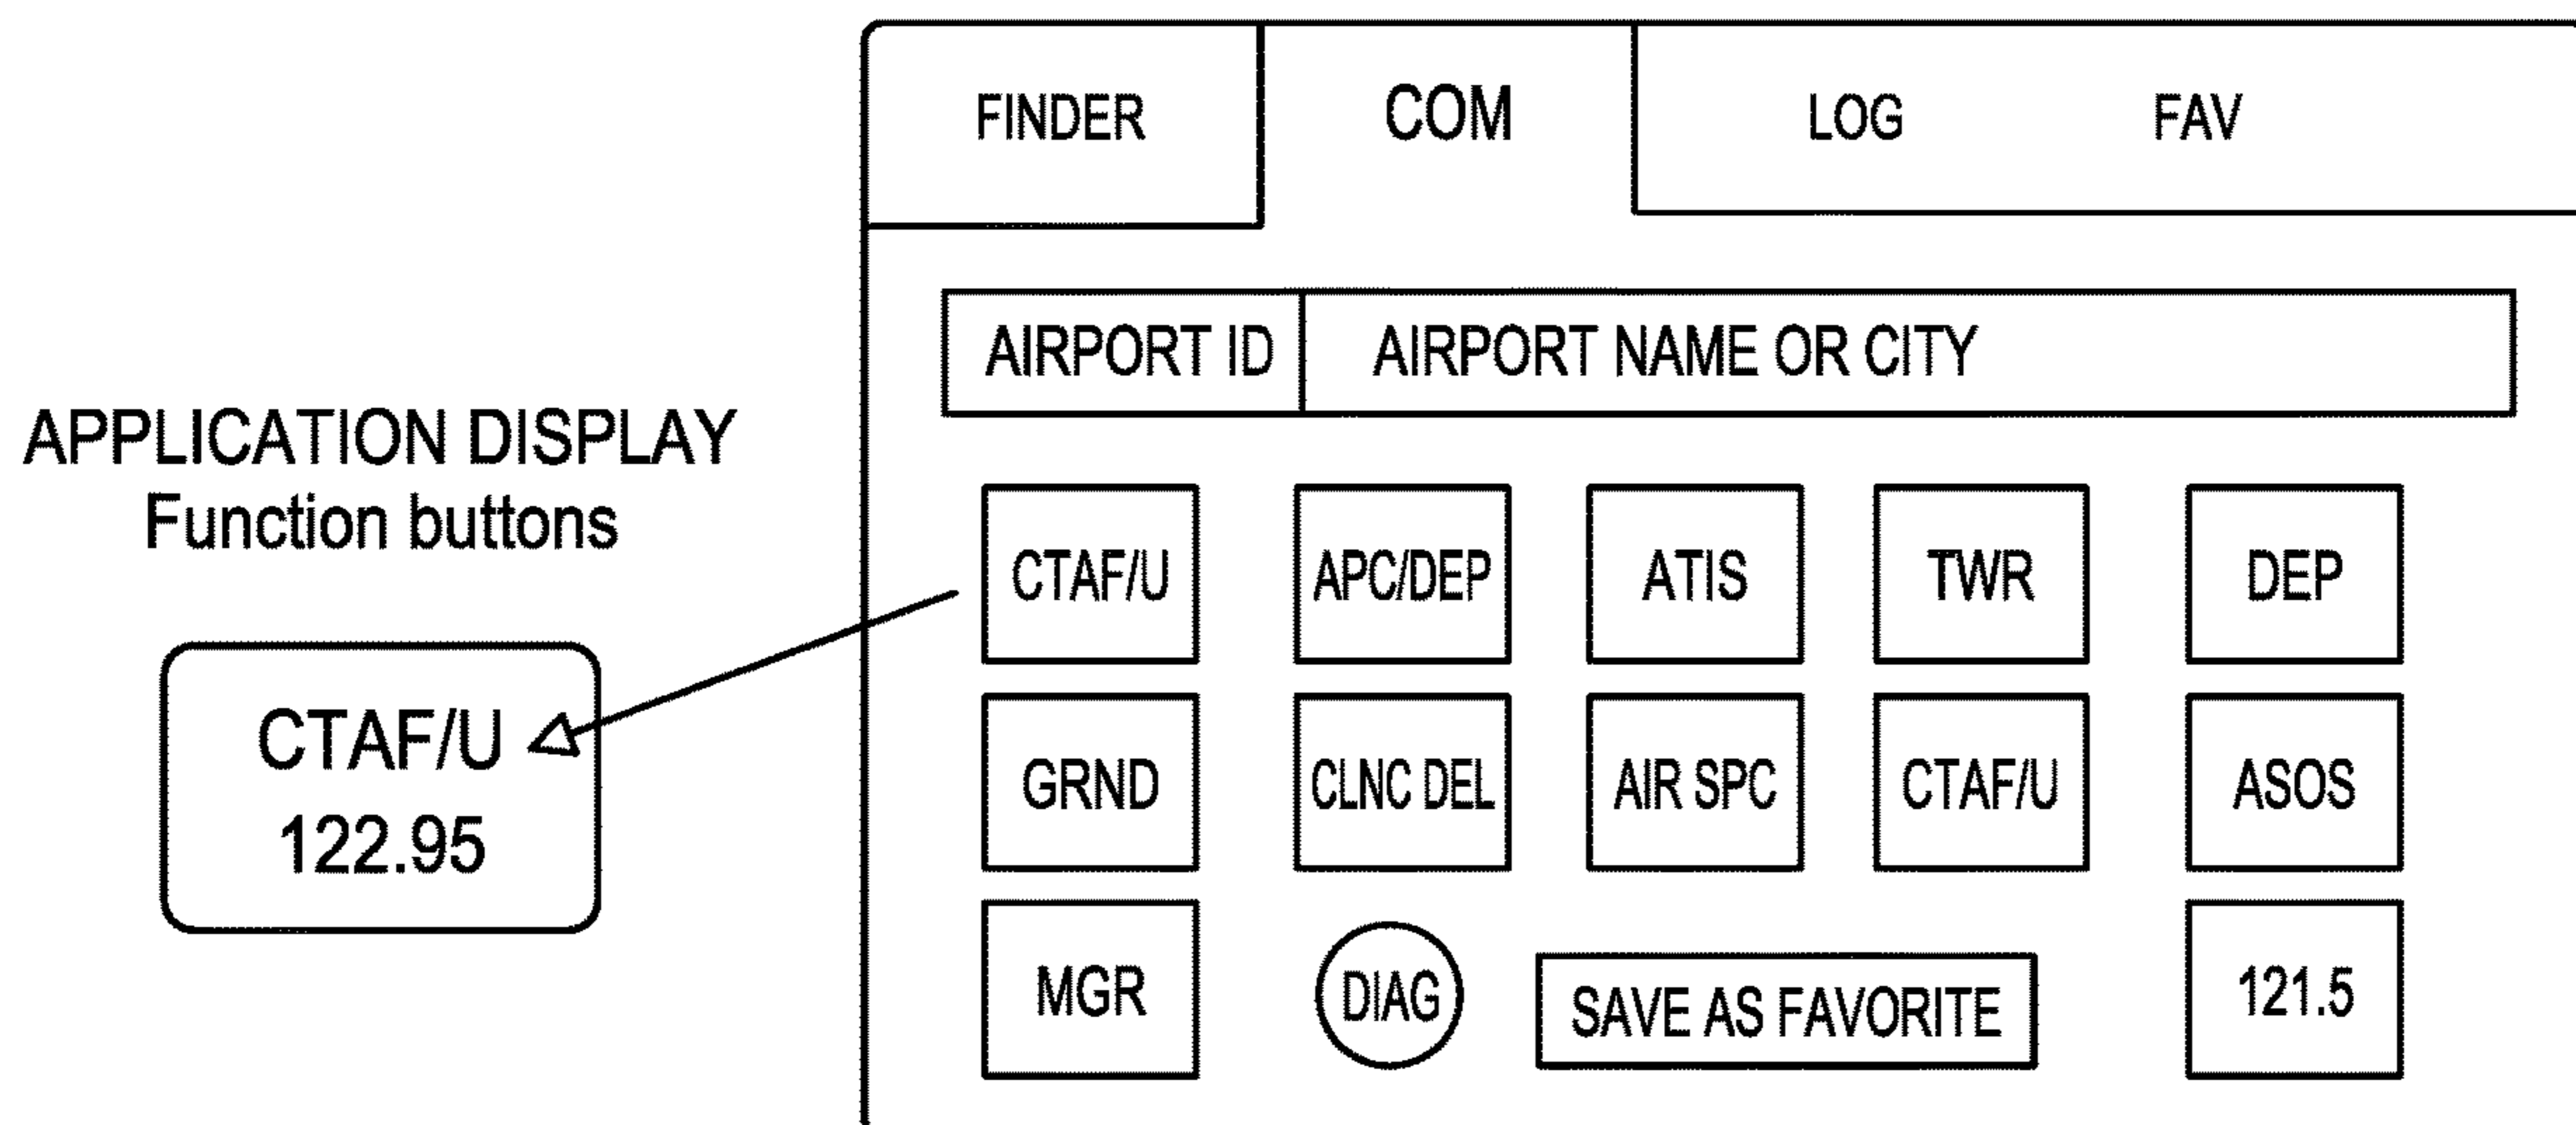 FINDER COM LOG FAV
AIRPORT ID AIRPORT NAME OR CITY
APPLICATION DISPLAY
Function buttons
CTAF/U
122.95
CTAF/U APC/DEP ATIS TWR DEP
GRND CLNC DEL AIR SPC CTAF/U ASOS
MGR DIAG SAVE AS FAVORITE 121.5